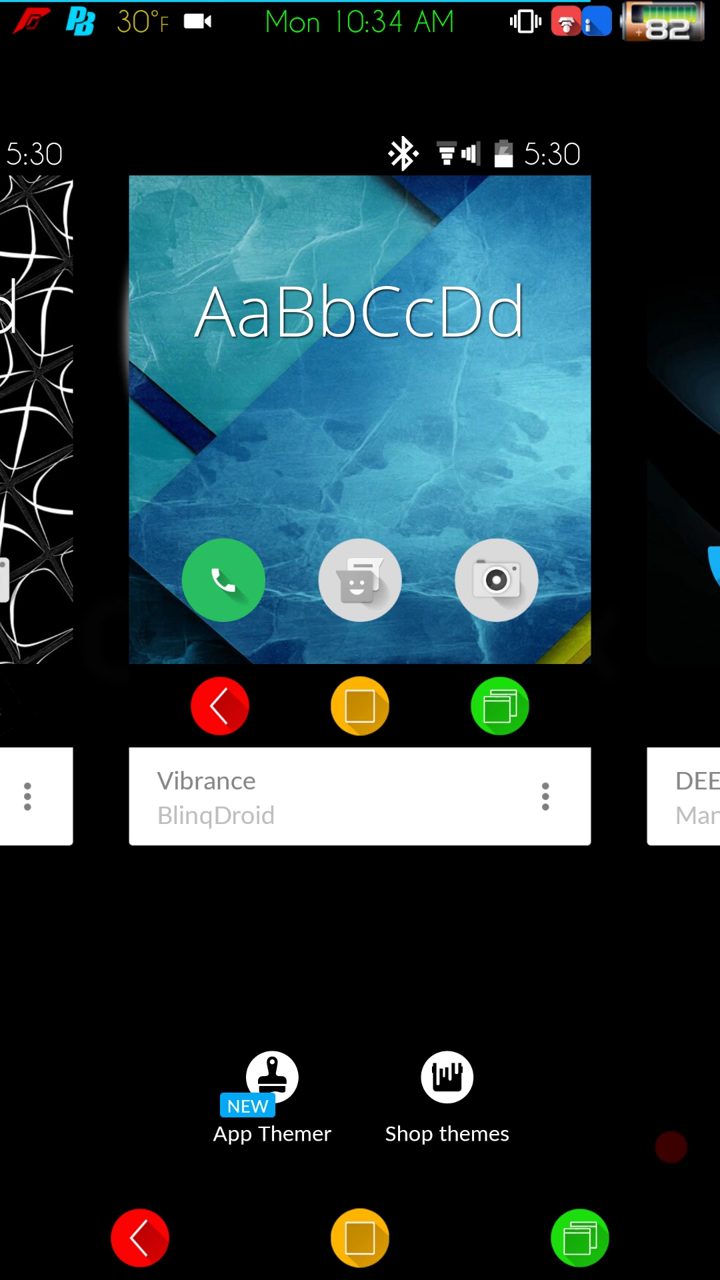 PB 30°F Mon 10:34 AM 82
5:30
5:30
d
AaBbCcDd
Vibrance
BlinqDroid
DEE
Mar
NEW
App Themer
Shop themes